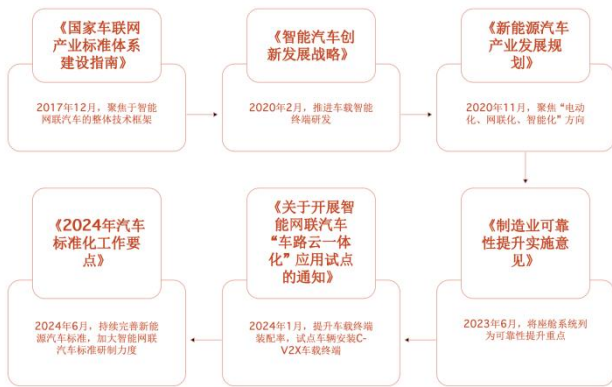 《国家车联网
产业标准体系
建设指南》
2017年12月，聚焦于智能
网联汽车的整体技术框架
《智能汽车创
新发展战略》
2020年2月，推进车载智能
终端研发
《新能源汽车
产业发展规
划》
2020年11月，聚焦“电动
化、网联化、智能化”方向
《制造业可靠
性提升实施意
见》
2023年6月，将座舱系统列
为可靠性提升重点
《关于开展智
能网联汽车
“车路云一体
化”应用试点
的通知》
2024年1月，提升车载终端
装配率，试点车辆安装C-
V2X车载终端
《2024年汽车
标准化工作要
点》
2024年6月，持续完善新能
源汽车标准，加大智能网联
汽车标准研制力度